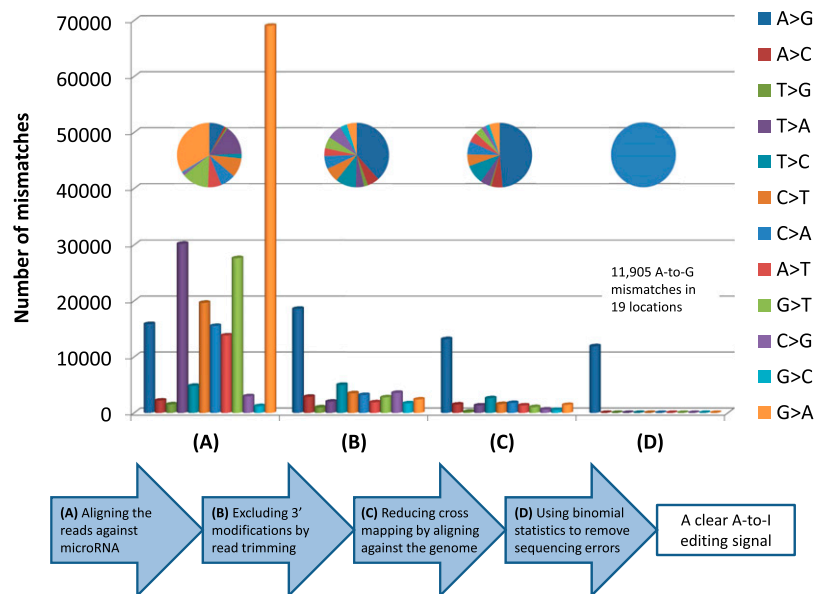 Number of mismatches
70000
60000
50000
40000
30000
20000
10000
0
11,905 A-to-G
mismatches in
19 locations
(A)
(B)
(C)
(D)
A>G
A>C
T>G
T>A
T>C
C>T
C>A
A>T
G>T
C>G
G>C
G>A
(A) Aligning the
reads against
microRNA
(B) Excluding 3’
modifications by
read trimming
(C) Reducing cross
mapping by aligning
against the genome
(D) Using binomial
statistics to remove
sequencing errors
A clear A-to-I
editing signal